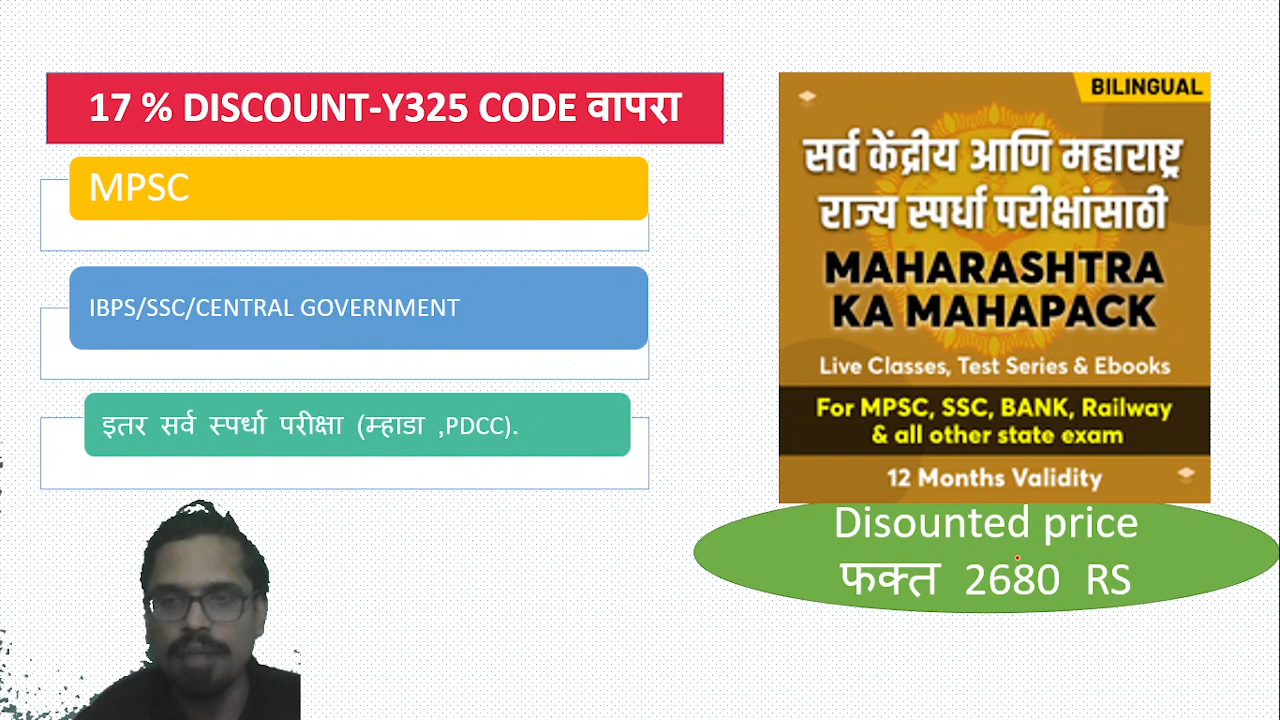 17 % DISCOUNT-Y325 CODE वापरा
MPSC
IBPS/SSC/CENTRAL GOVERNMENT
इतर सर्व स्पर्धा परीक्षा (म्हाडा ,PDCC).
BILINGUAL
सर्व केंद्रीय आणि महाराष्ट्र
राज्य स्पर्धा परीक्षांसाठी
MAHARASHTRA
KA MAHAPACK
Live Classes, Test Series & Ebooks
For MPSC, SSC, BANK, Railway
& all other state exam
12 Months Validity
Disounted price
फक्त 2680 RS